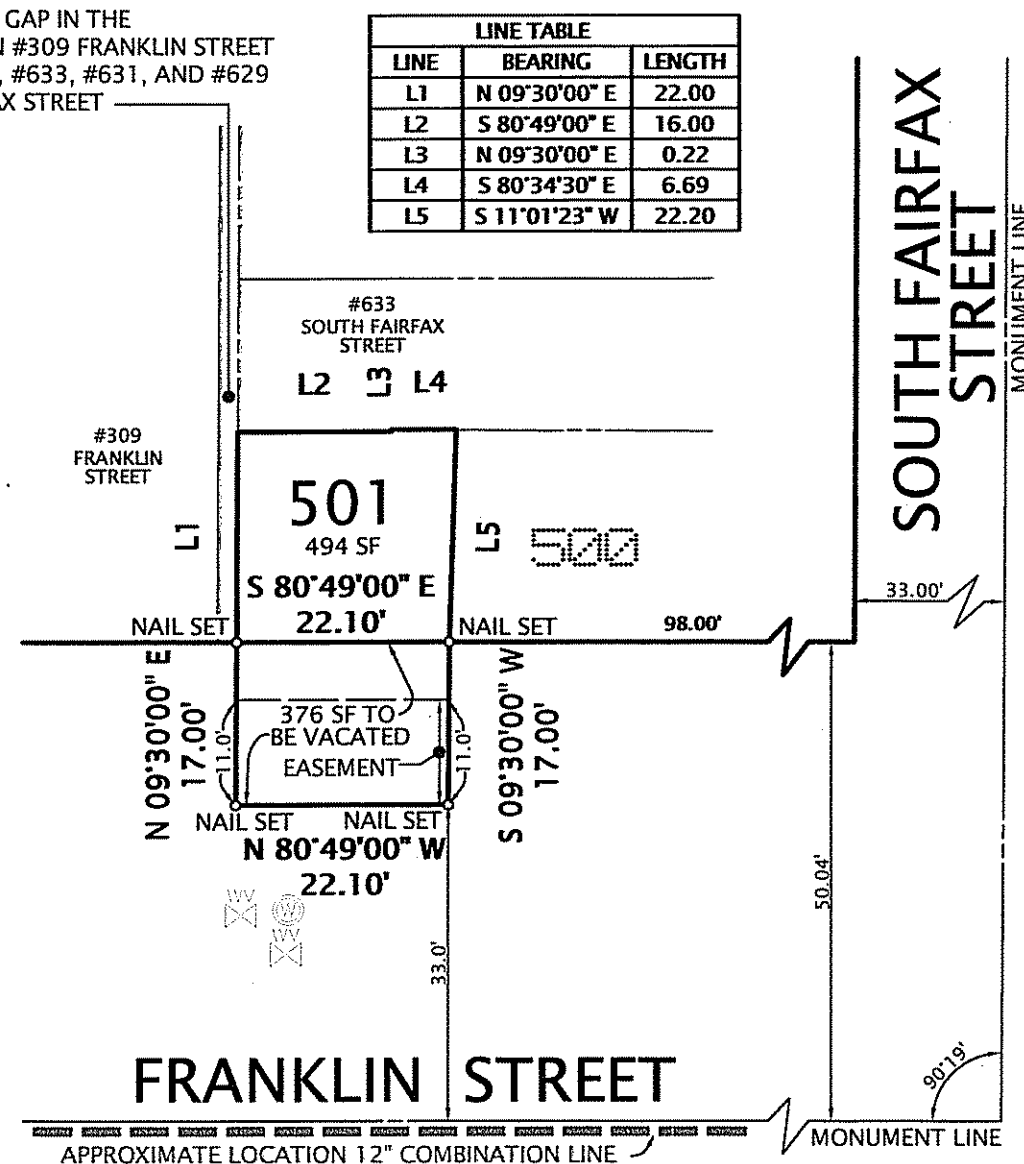 GAP IN THE
N #309 FRANKLIN STREET
, #633, #631, AND #629
AX STREET
LINE TABLE
LINE BEARING LENGTH
L1 N 09°30'00" E 22.00
L2 S 80°49'00" E 16.00
L3 N 09°30'00" E 0.22
L4 S 80°34'30" E 6.69
L5 S 11°01'23" W 22.20
SOUTH FAIRFAX
STREET
MONUMENT LINE
#633
SOUTH FAIRFAX
STREET
L2 L3 L4
#309
FRANKLIN
STREET
L1
501
494 SF
S 80°49'00" E
22.10'
L5
500
33.00'
NAIL SET
NAIL SET
98.00'
N 09°30'00" E
17.00'
11.0'
376 SF TO
BE VACATED
EASEMENT
11.0'
S 09°30'00" W
17.00'
NAIL SET
NAIL SET
N 80°49'00" W
22.10'
WV
W
WV
33.0'
50.04'
90°19'
FRANKLIN STREET
MONUMENT LINE
APPROXIMATE LOCATION 12" COMBINATION LINE